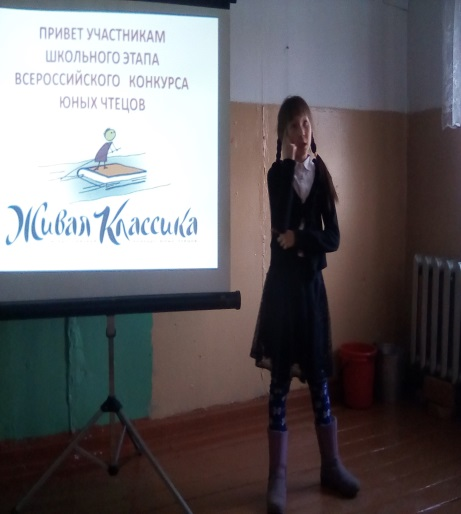 ПРИВЕТ УЧАСТНИКАМ
ШКОЛЬНОГО ЭТАПА
ВСЕРОССИЙСКОГО КОНКУРСА
ЮНЫХ ЧТЕЦОВ
Живая Классика